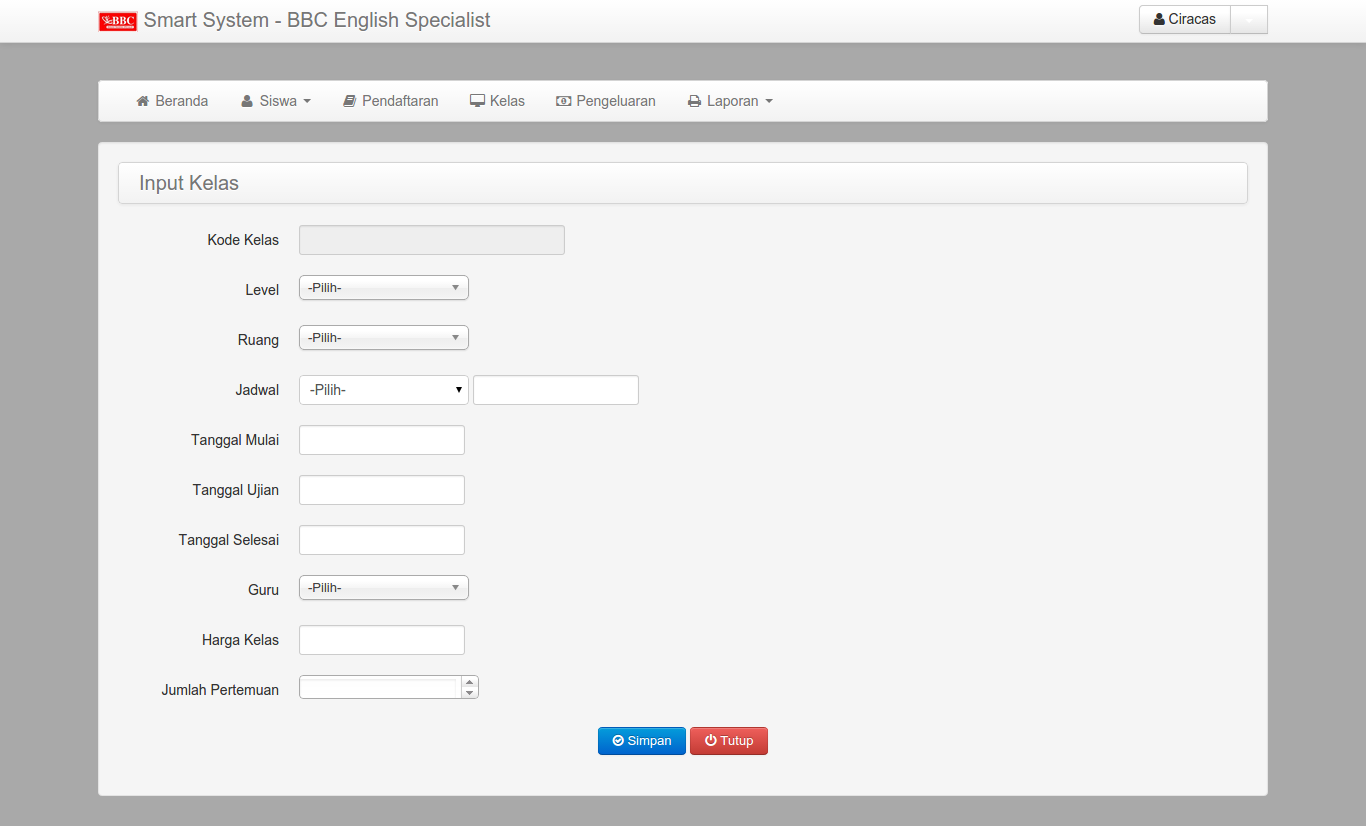 BBC Smart System - BBC English Specialist
Ciracas
Beranda Siswa Pendaftaran Kelas Pengeluaran Laporan
Input Kelas
Kode Kelas
Level -Pilih-
Ruang -Pilih-
Jadwal -Pilih-
Tanggal Mulai
Tanggal Ujian
Tanggal Selesai
Guru -Pilih-
Harga Kelas
Jumlah Pertemuan
Simpan Tutup